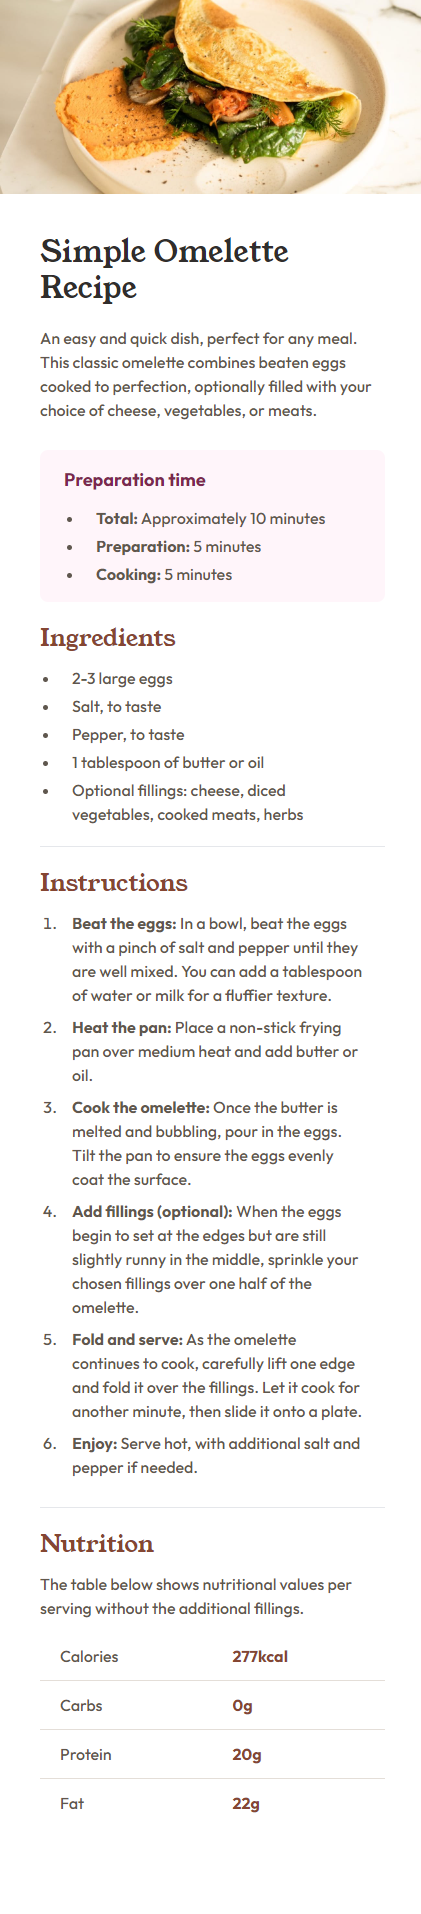 Simple Omelette
Recipe
An easy and quick dish, perfect for any meal.
This classic omelette combines beaten eggs
cooked to perfection, optionally filled with your
choice of cheese, vegetables, or meats.
Preparation time
• Total: Approximately 10 minutes
• Preparation: 5 minutes
• Cooking: 5 minutes
Ingredients
• 2-3 large eggs
• Salt, to taste
• Pepper, to taste
• 1 tablespoon of butter or oil
• Optional fillings: cheese, diced
vegetables, cooked meats, herbs
Instructions
1. Beat the eggs: In a bowl, beat the eggs
with a pinch of salt and pepper until they
are well mixed. You can add a tablespoon
of water or milk for a fluffier texture.
2. Heat the pan: Place a non-stick frying
pan over medium heat and add butter or
oil.
3. Cook the omelette: Once the butter is
melted and bubbling, pour in the eggs.
Tilt the pan to ensure the eggs evenly
coat the surface.
4. Add fillings (optional): When the eggs
begin to set at the edges but are still
slightly runny in the middle, sprinkle your
chosen fillings over one half of the
omelette.
5. Fold and serve: As the omelette
continues to cook, carefully lift one edge
and fold it over the fillings. Let it cook for
another minute, then slide it onto a plate.
6. Enjoy: Serve hot, with additional salt and
pepper if needed.
Nutrition
The table below shows nutritional values per
serving without the additional fillings.
Calories 277kcal
Carbs 0g
Protein 20g
Fat 22g